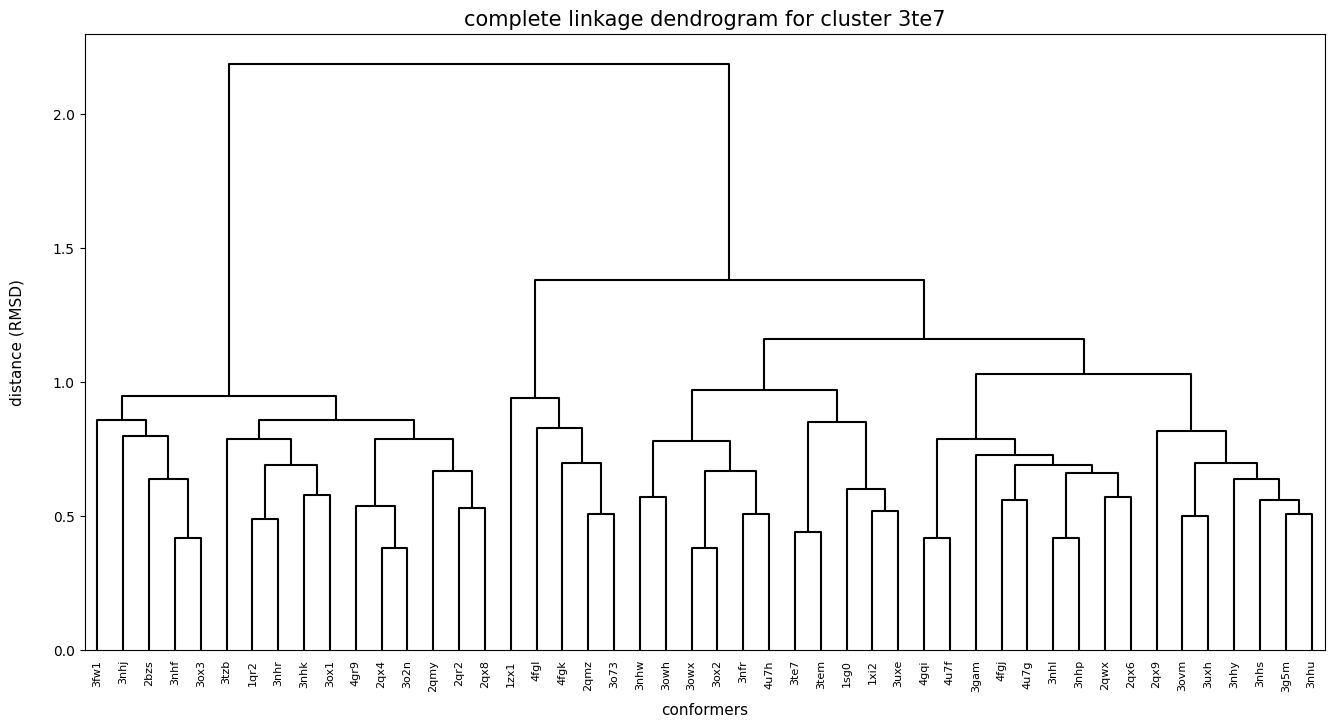 complete linkage dendrogram for cluster 3te7
distance (RMSD)
2.0
1.5
1.0
0.5
0.0
3fw1 3nhj 2bzs 3nhf 3ox3 3tzb 1qr2 3nhr 3nhk 3ox1 4gr9 2qx4 3o2n 2qmy 2qr2 2qx8 1zx1 4fgl 4fgk 2qmz 3o73 3nhw 3owh 3owx 3ox2 3nfr 4u7h 3te7 3tem 1sg0 1xi2 3uxe 4gqi 4u7f 3gam 4fgj 4u7g 3nhl 3nhp 2qwx 2qx6 2qx9 3ovm 3uxh 3nhy 3nhs 3g5m 3nhu
conformers